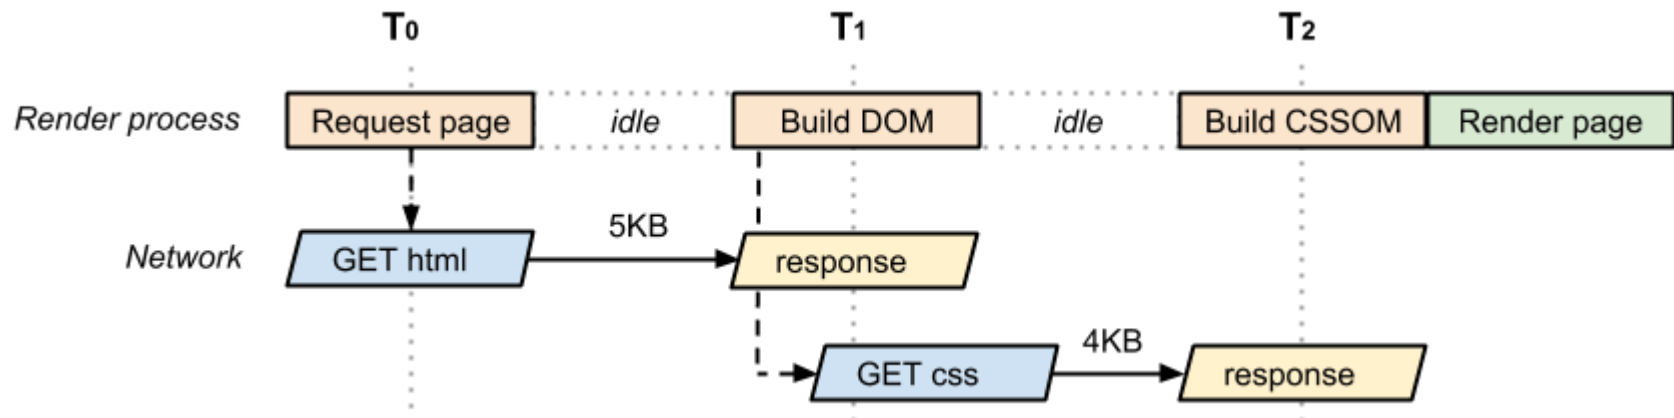 T0 T1 T2
Render process Request page idle Build DOM idle Build CSSOM Render page
5KB
Network GET html response
4KB
GET css response